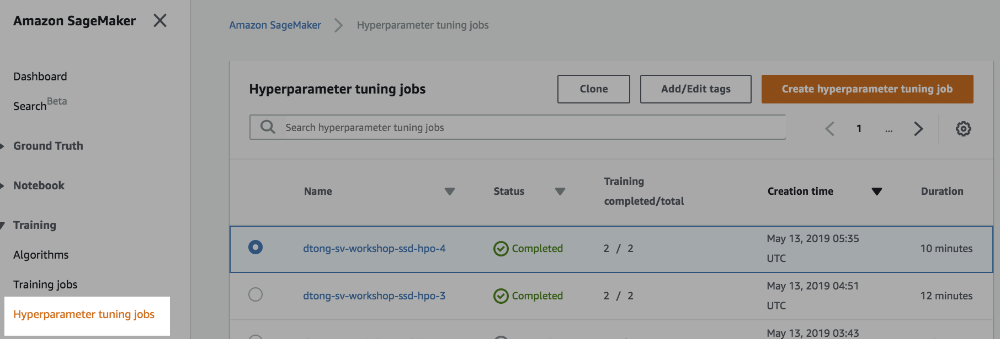 Amazon SageMaker
Dashboard
Search Beta
Ground Truth
Notebook
Training
Algorithms
Training jobs
Hyperparameter tuning jobs
Amazon SageMaker Hyperparameter tuning jobs
Hyperparameter tuning jobs Clone Add/Edit tags Create hyperparameter tuning job
Search hyperparameter tuning jobs 1 ...
Name Status Training completed/total Creation time Duration
dtong-sv-workshop-ssd-hpo-4 Completed 2 / 2 May 13, 2019 05:35 UTC 10 minutes
dtong-sv-workshop-ssd-hpo-3 Completed 2 / 2 May 13, 2019 04:51 UTC 12 minutes
May 13, 2019 03:43